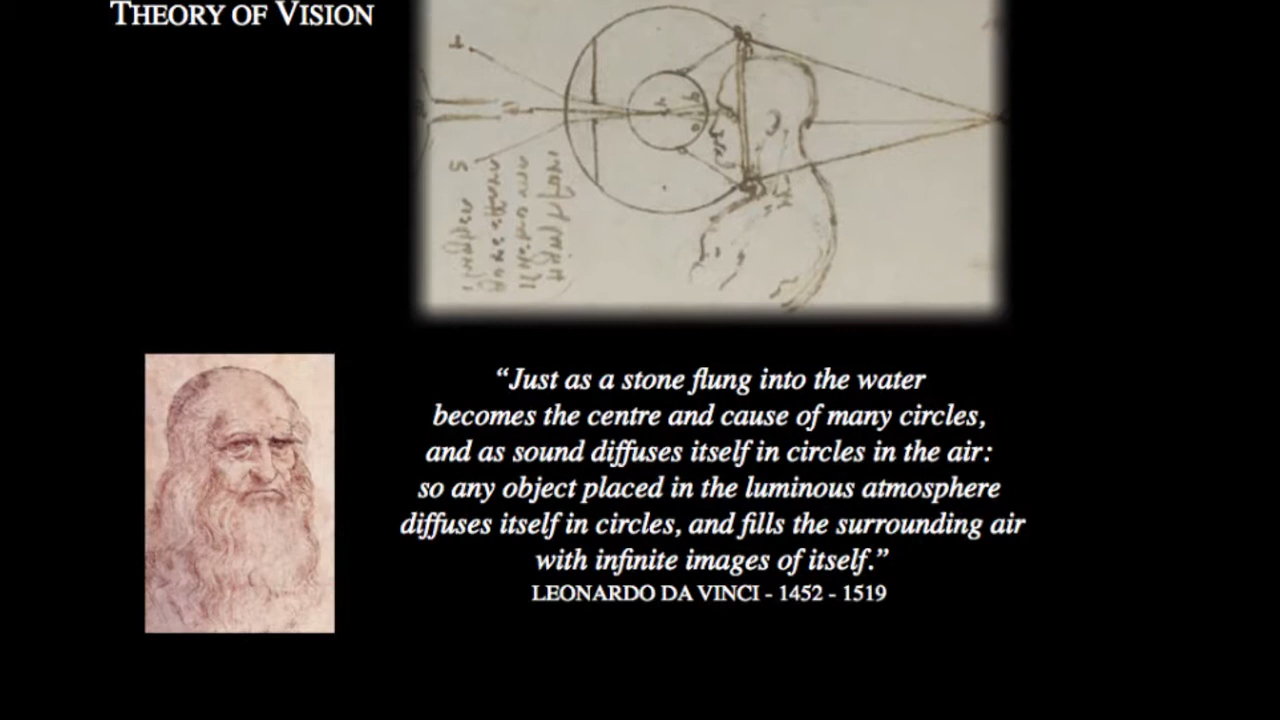 THEORY OF VISION
“Just as a stone flung into the water
becomes the centre and cause of many circles,
and as sound diffuses itself in circles in the air:
so any object placed in the luminous atmosphere
diffuses itself in circles, and fills the surrounding air
with infinite images of itself.”
LEONARDO DA VINCI - 1452 - 1519